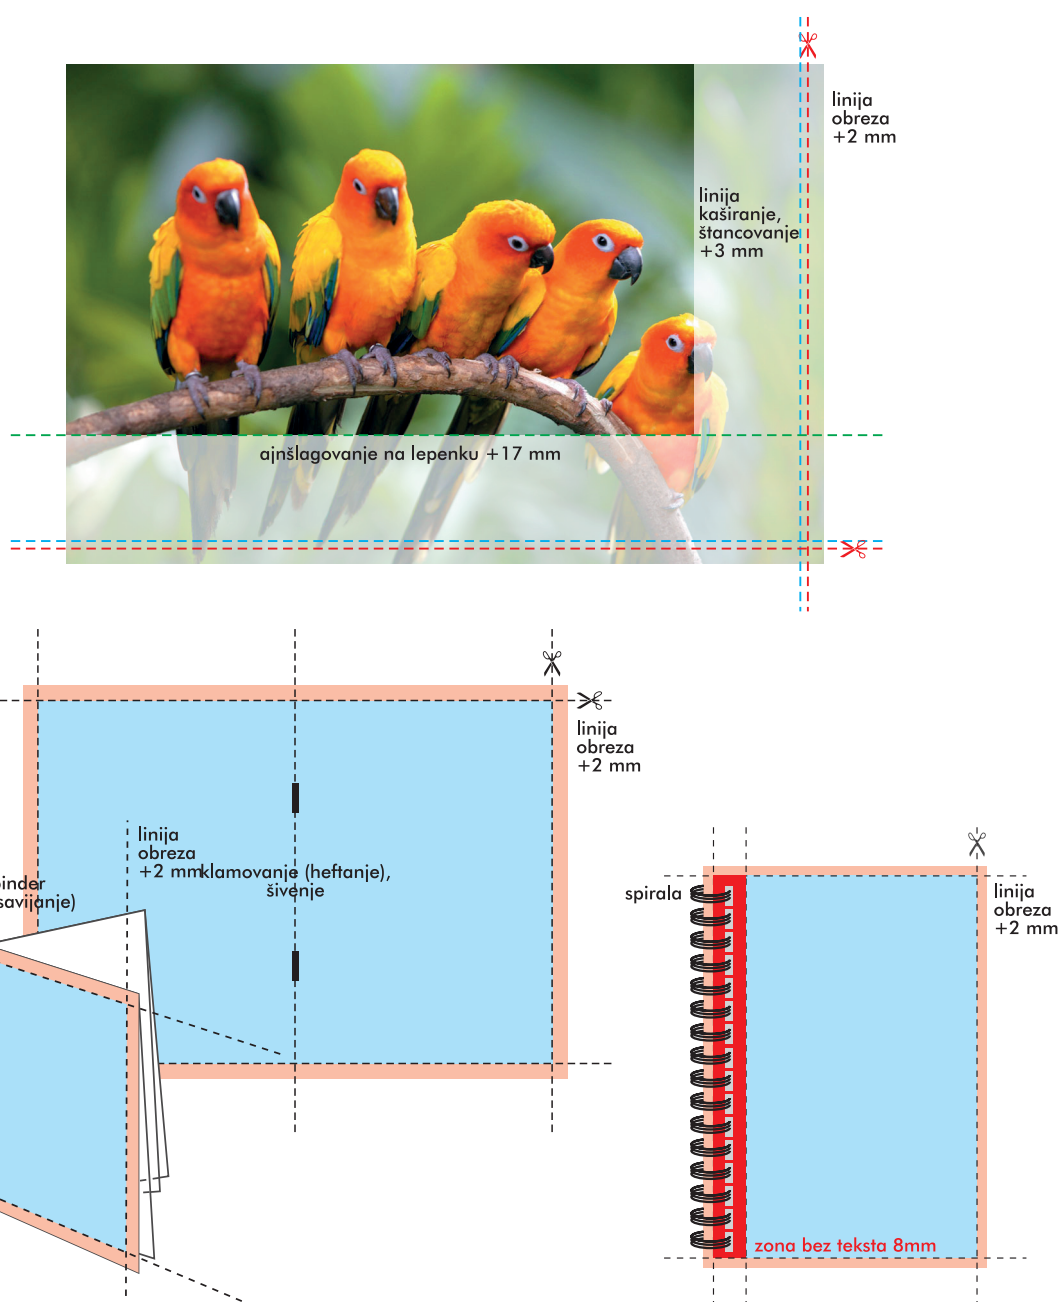 linija
obreza
+2 mm
linija
kaširanje,
štancovanje
+3 mm
ajnšlagovanje na lepenku +17 mm
linija
obreza
+2 mm
linija
obreza
+2 mm
klamovanje (heftanje),
šivenje
savijanje)
spirala
linija
obreza
+2 mm
zona bez teksta 8mm